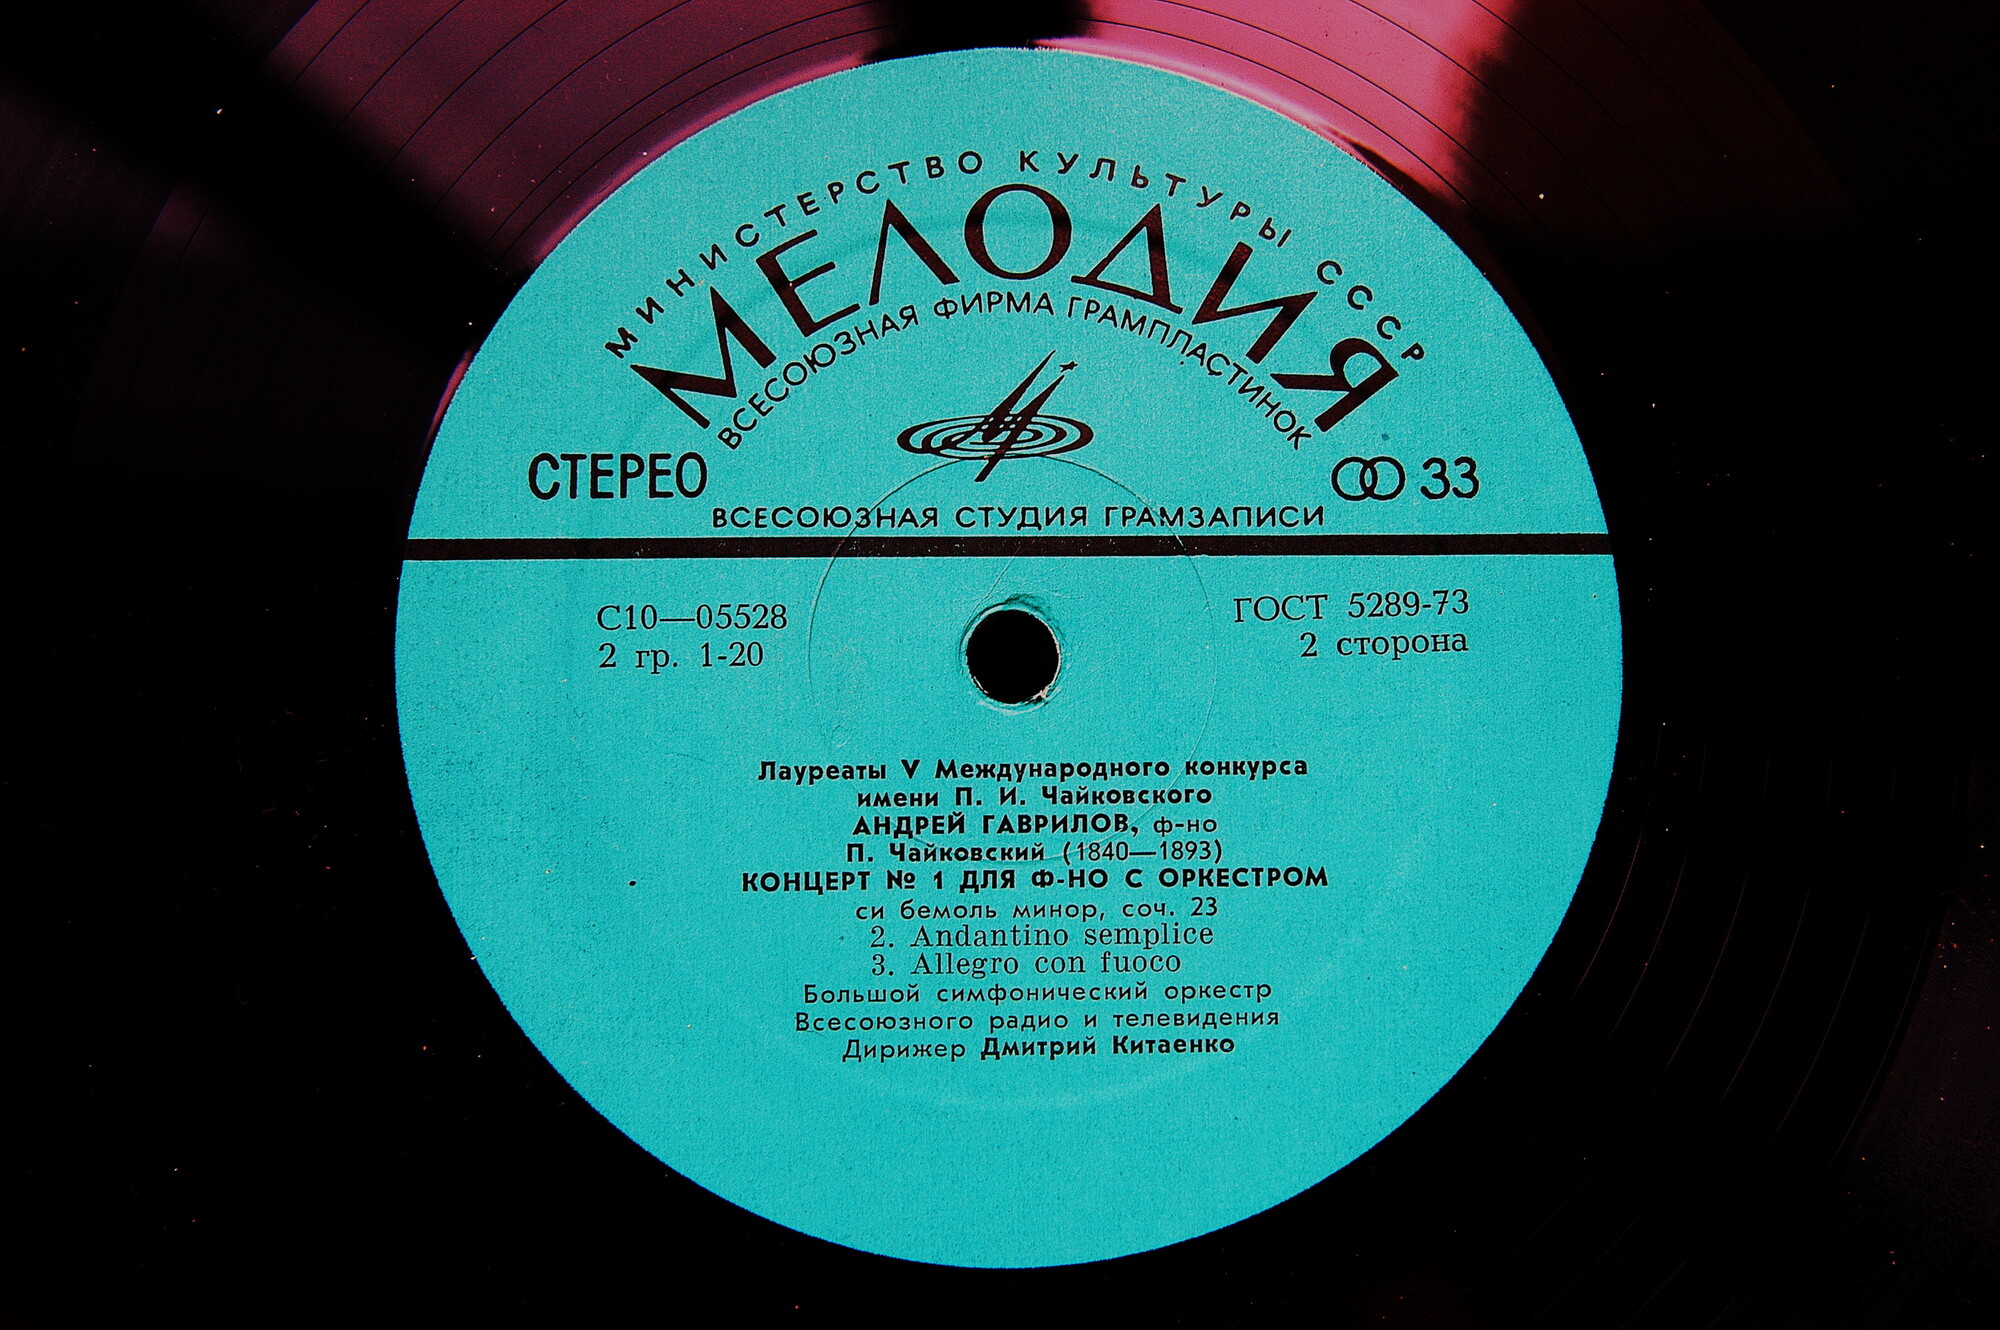 МИНИСТЕРСТВО КУЛЬТУРЫ СССР
МЕЛОДИЯ
ВСЕСОЮЗНАЯ ФИРМА ГРАМПЛАСТИНОК
СТЕРЕО
33
ВСЕСОЮЗНАЯ СТУДИЯ ГРАМЗАПИСИ
С10—05528
ГОСТ 5289-73
2 гр. 1-20
2 сторона
Лауреаты V Международного конкурса
имени П. И. Чайковского
АНДРЕЙ ГАВРИЛОВ, ф-но
П. Чайковский (1840—1893)
КОНЦЕРТ № 1 ДЛЯ Ф-НО С ОРКЕСТРОМ
си бемоль минор, соч. 23
2. Andantino semplice
3. Allegro con fuoco
Большой симфонический оркестр
Всесоюзного радио и телевидения
Дирижер Дмитрий Китаенко